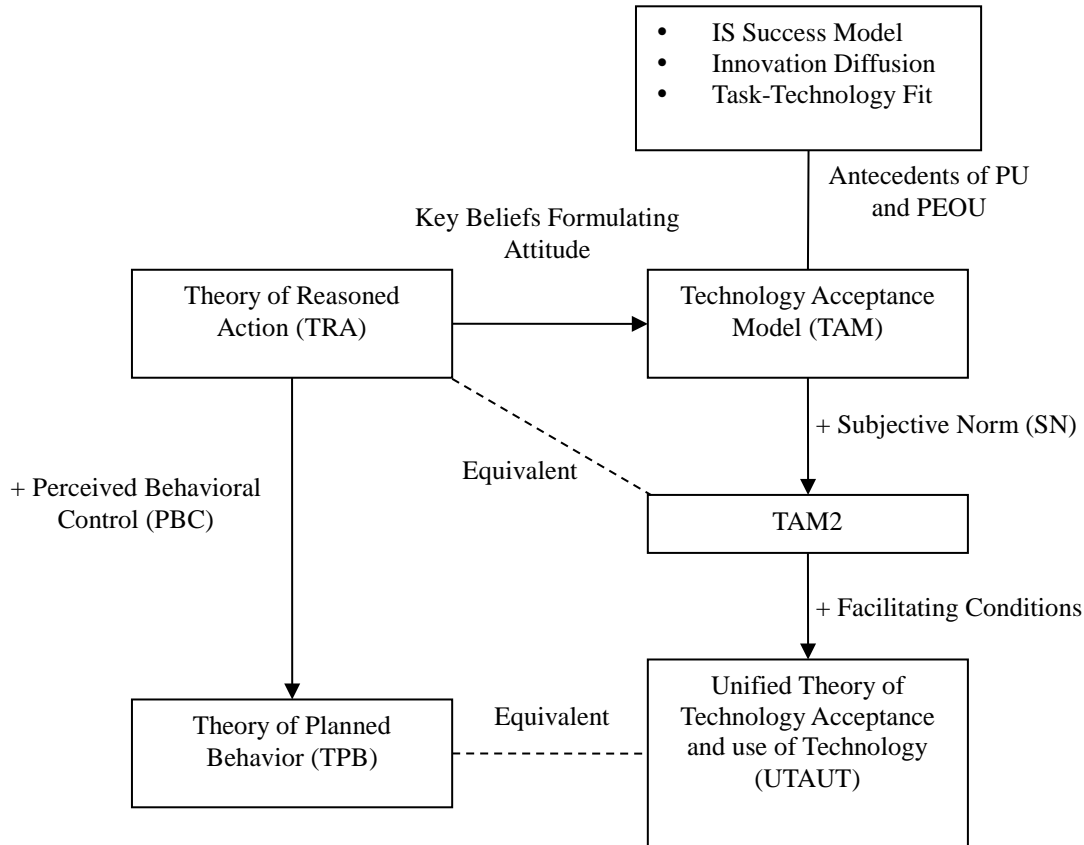 • IS Success Model
• Innovation Diffusion
• Task-Technology Fit
Antecedents of PU
and PEOU
Key Beliefs Formulating
Attitude
Theory of Reasoned
Action (TRA)
Technology Acceptance
Model (TAM)
+ Subjective Norm (SN)
Equivalent
+ Perceived Behavioral
Control (PBC)
TAM2
+ Facilitating Conditions
Theory of Planned
Behavior (TPB)
Equivalent
Unified Theory of
Technology Acceptance
and use of Technology
(UTAUT)